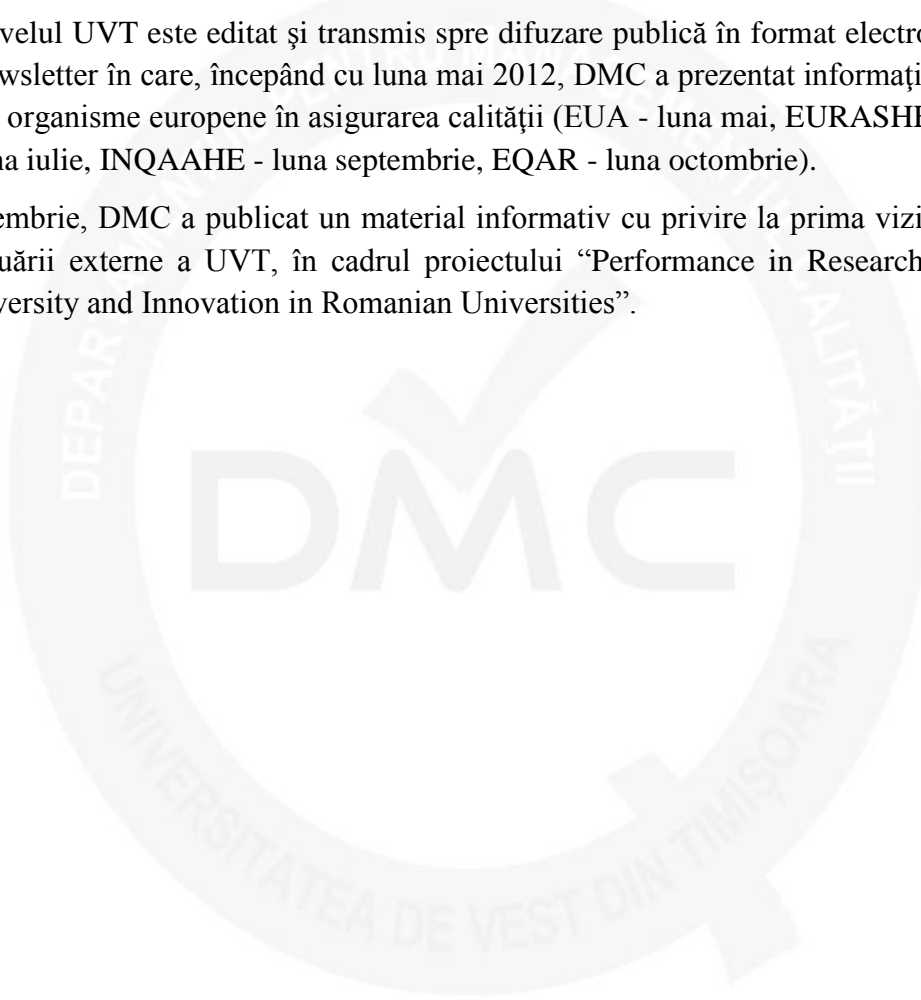 velul UVT este editat şi transmis spre difuzare publică în format electro
wsletter în care, începând cu luna mai 2012, DMC a prezentat informaţi
organisme europene în asigurarea calităţii (EUA - luna mai, EURASHE
na iulie, INQAAHE - luna septembrie, EQAR - luna octombrie).
embrie, DMC a publicat un material informativ cu privire la prima vizi
uării externe a UVT, în cadrul proiectului “Performance in Research,
versity and Innovation in Romanian Universities”.
DMC
UNIVERSITATEA DE VEST DIN TIMIŞOARA